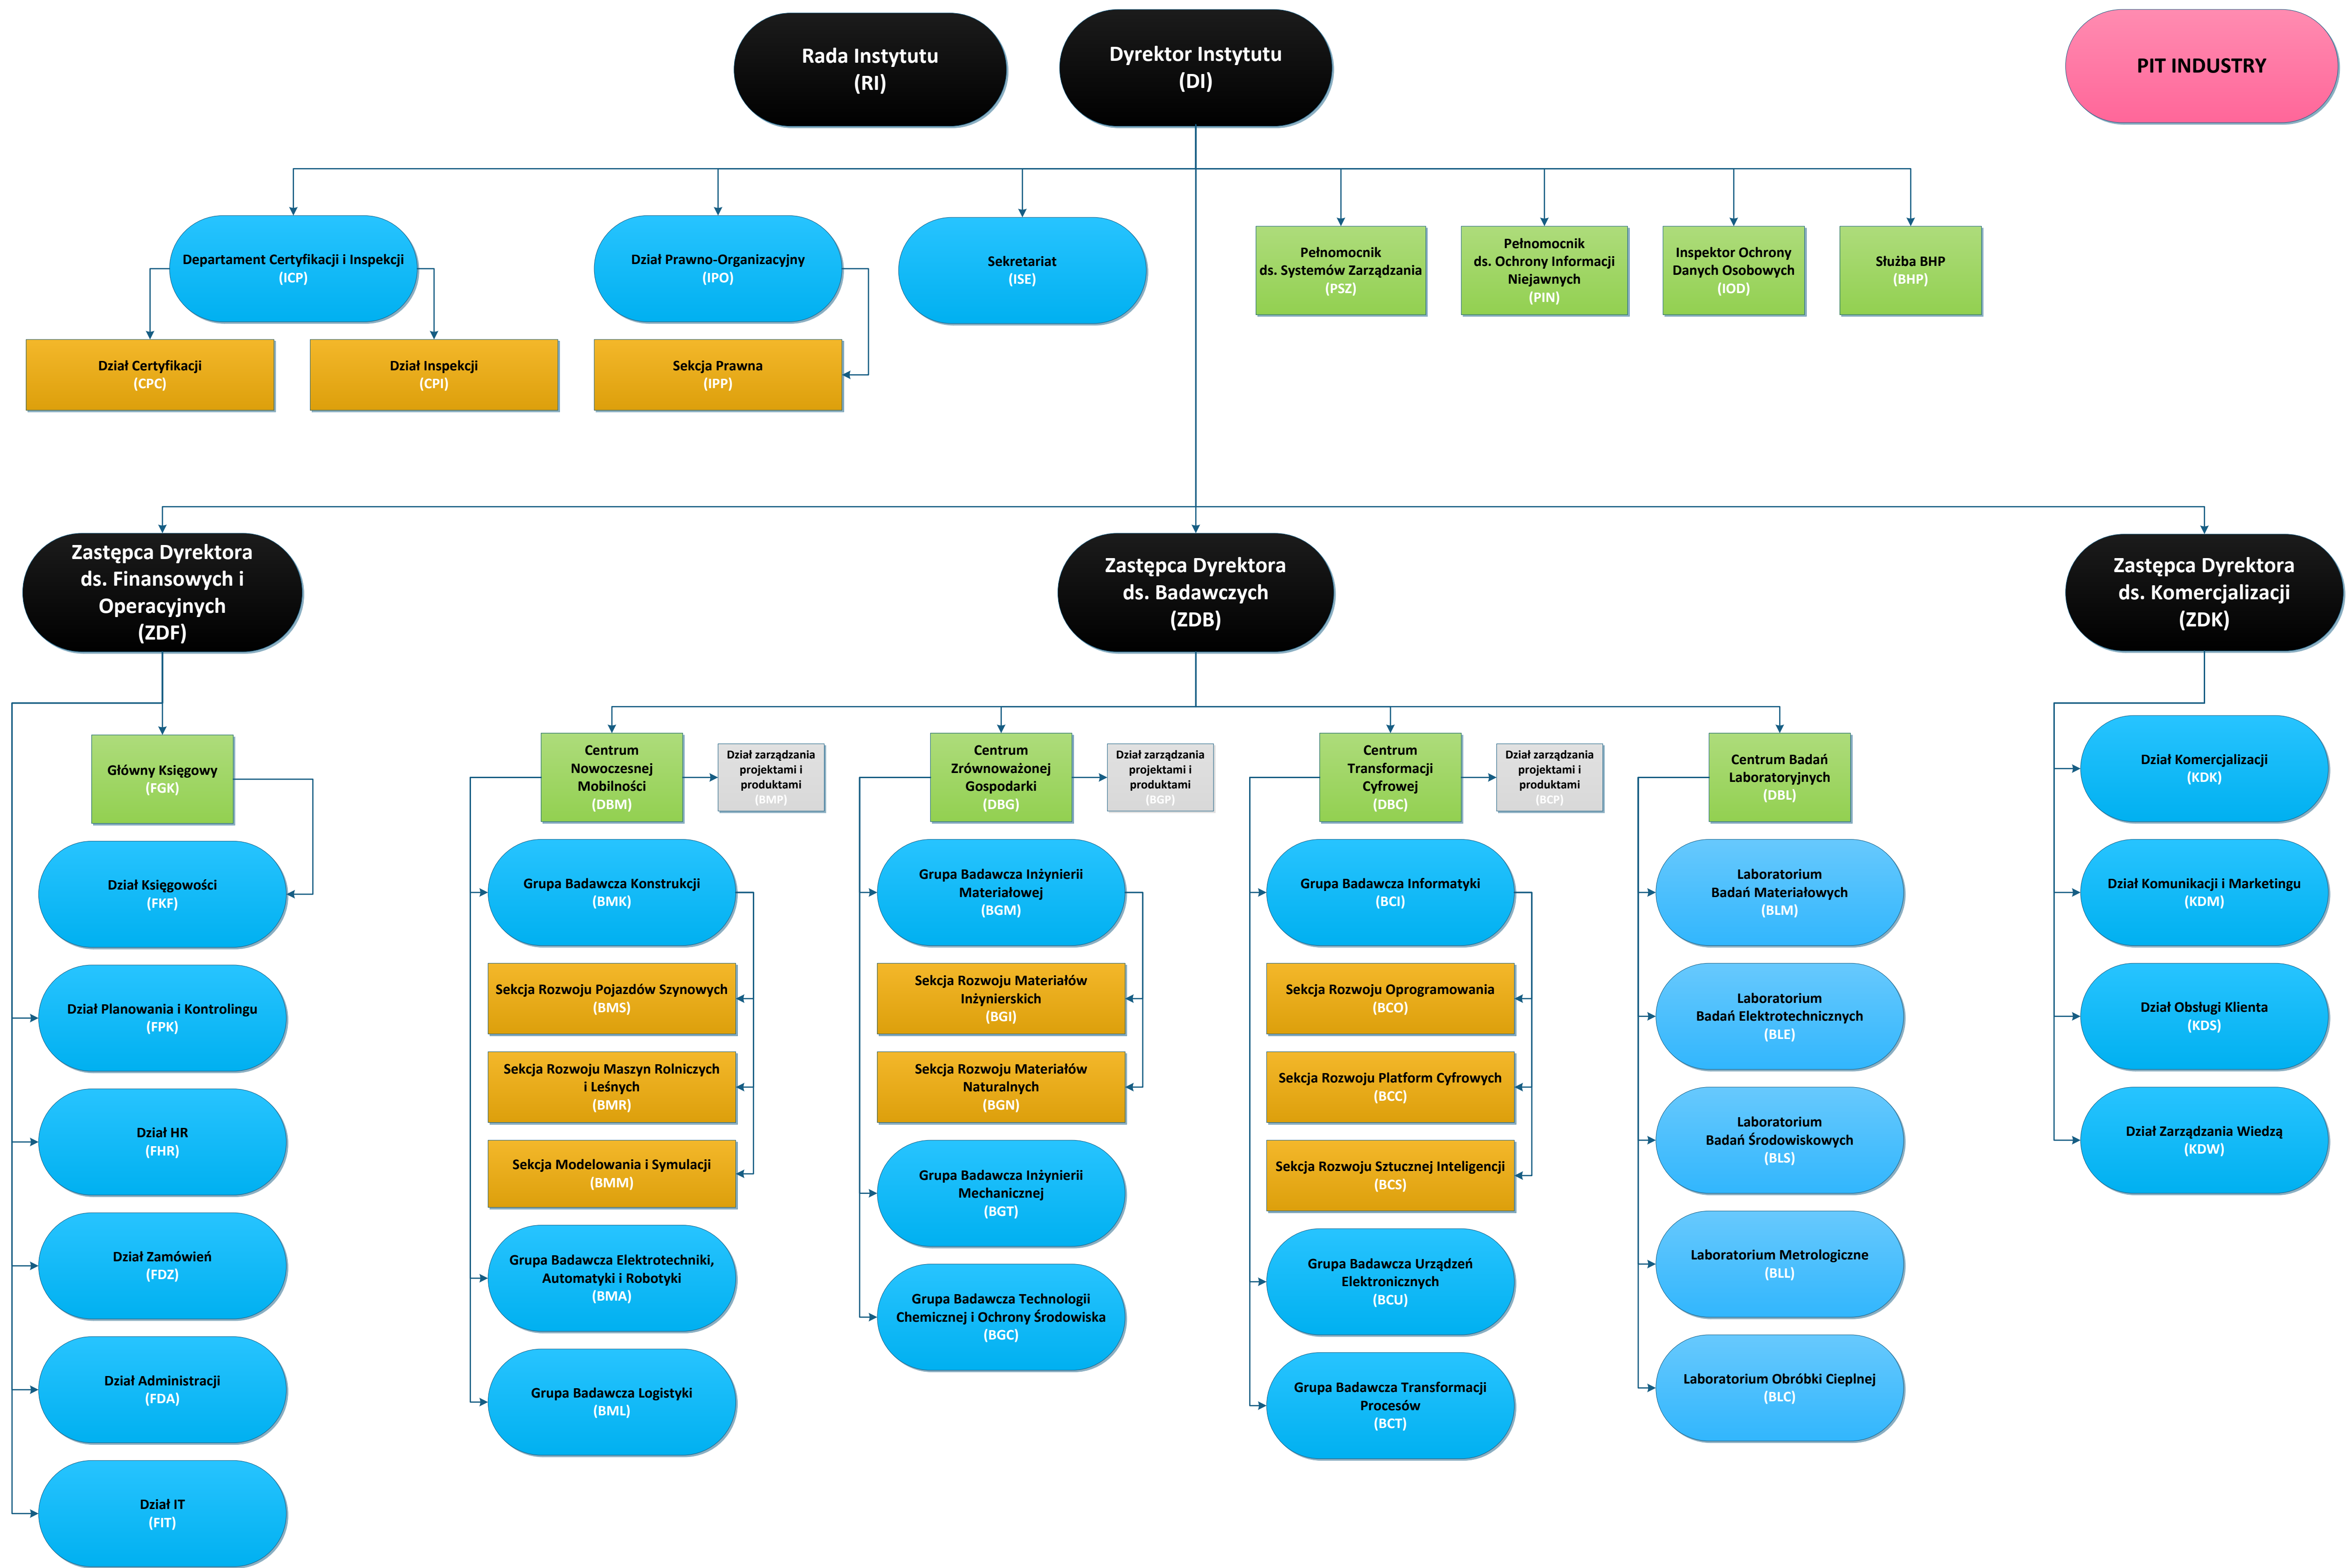 Rada Instytutu
(RI)
Dyrektor Instytutu
(DI)
PIT INDUSTRY
Departament Certyfikacji i Inspekcji
(ICP)
Dział Prawno-Organizacyjny
(IPO)
Sekretariat
(ISE)
Pełnomocnik
ds. Systemów Zarządzania
(PSZ)
Pełnomocnik
ds. Ochrony Informacji
Niejawnych
(PIN)
Inspektor Ochrony
Danych Osobowych
(IOD)
Służba BHP
(BHP)
Dział Certyfikacji
(CPC)
Dział Inspekcji
(CPI)
Sekcja Prawna
(IPP)
Zastępca Dyrektora
ds. Finansowych i
Operacyjnych
(ZDF)
Zastępca Dyrektora
ds. Badawczych
(ZDB)
Zastępca Dyrektora
ds. Komercjalizacji
(ZDK)
Główny Księgowy
(FGK)
Dział Księgowości
(FKF)
Dział Planowania i Kontrolingu
(FPK)
Dział HR
(FHR)
Dział Zamówień
(FDZ)
Dział Administracji
(FDA)
Dział IT
(FIT)
Centrum
Nowoczesnej
Mobilności
(DBM)
Dział zarządzania
projektami i
produktami
(BMP)
Grupa Badawcza Konstrukcji
(BMK)
Sekcja Rozwoju Pojazdów Szynowych
(BMS)
Sekcja Rozwoju Maszyn Rolniczych
i Leśnych
(BMR)
Sekcja Modelowania i Symulacji
(BMM)
Grupa Badawcza Elektrotechniki,
Automatyki i Robotyki
(BMA)
Grupa Badawcza Logistyki
(BML)
Centrum
Zrównoważonej
Gospodarki
(DBG)
Dział zarządzania
projektami i
produktami
(BGP)
Grupa Badawcza Inżynierii
Materiałowej
(BGM)
Sekcja Rozwoju Materiałów
Inżynierskich
(BGI)
Sekcja Rozwoju Materiałów
Naturalnych
(BGN)
Grupa Badawcza Inżynierii
Mechanicznej
(BGT)
Grupa Badawcza Technologii
Chemicznej i Ochrony Środowiska
(BGC)
Centrum
Transformacji
Cyfrowej
(DBC)
Dział zarządzania
projektami i
produktami
(BCP)
Grupa Badawcza Informatyki
(BCI)
Sekcja Rozwoju Oprogramowania
(BCO)
Sekcja Rozwoju Platform Cyfrowych
(BCC)
Sekcja Rozwoju Sztucznej Inteligencji
(BCS)
Grupa Badawcza Urządzeń
Elektronicznych
(BCU)
Grupa Badawcza Transformacji
Procesów
(BCT)
Centrum Badań
Laboratoryjnych
(DBL)
Laboratorium
Badań Materiałowych
(BLM)
Laboratorium
Badań Elektrotechnicznych
(BLE)
Laboratorium
Badań Środowiskowych
(BLS)
Laboratorium Metrologiczne
(BLL)
Laboratorium Obróbki Cieplnej
(BLC)
Dział Komercjalizacji
(KDK)
Dział Komunikacji i Marketingu
(KDM)
Dział Obsługi Klienta
(KDS)
Dział Zarządzania Wiedzą
(KDW)